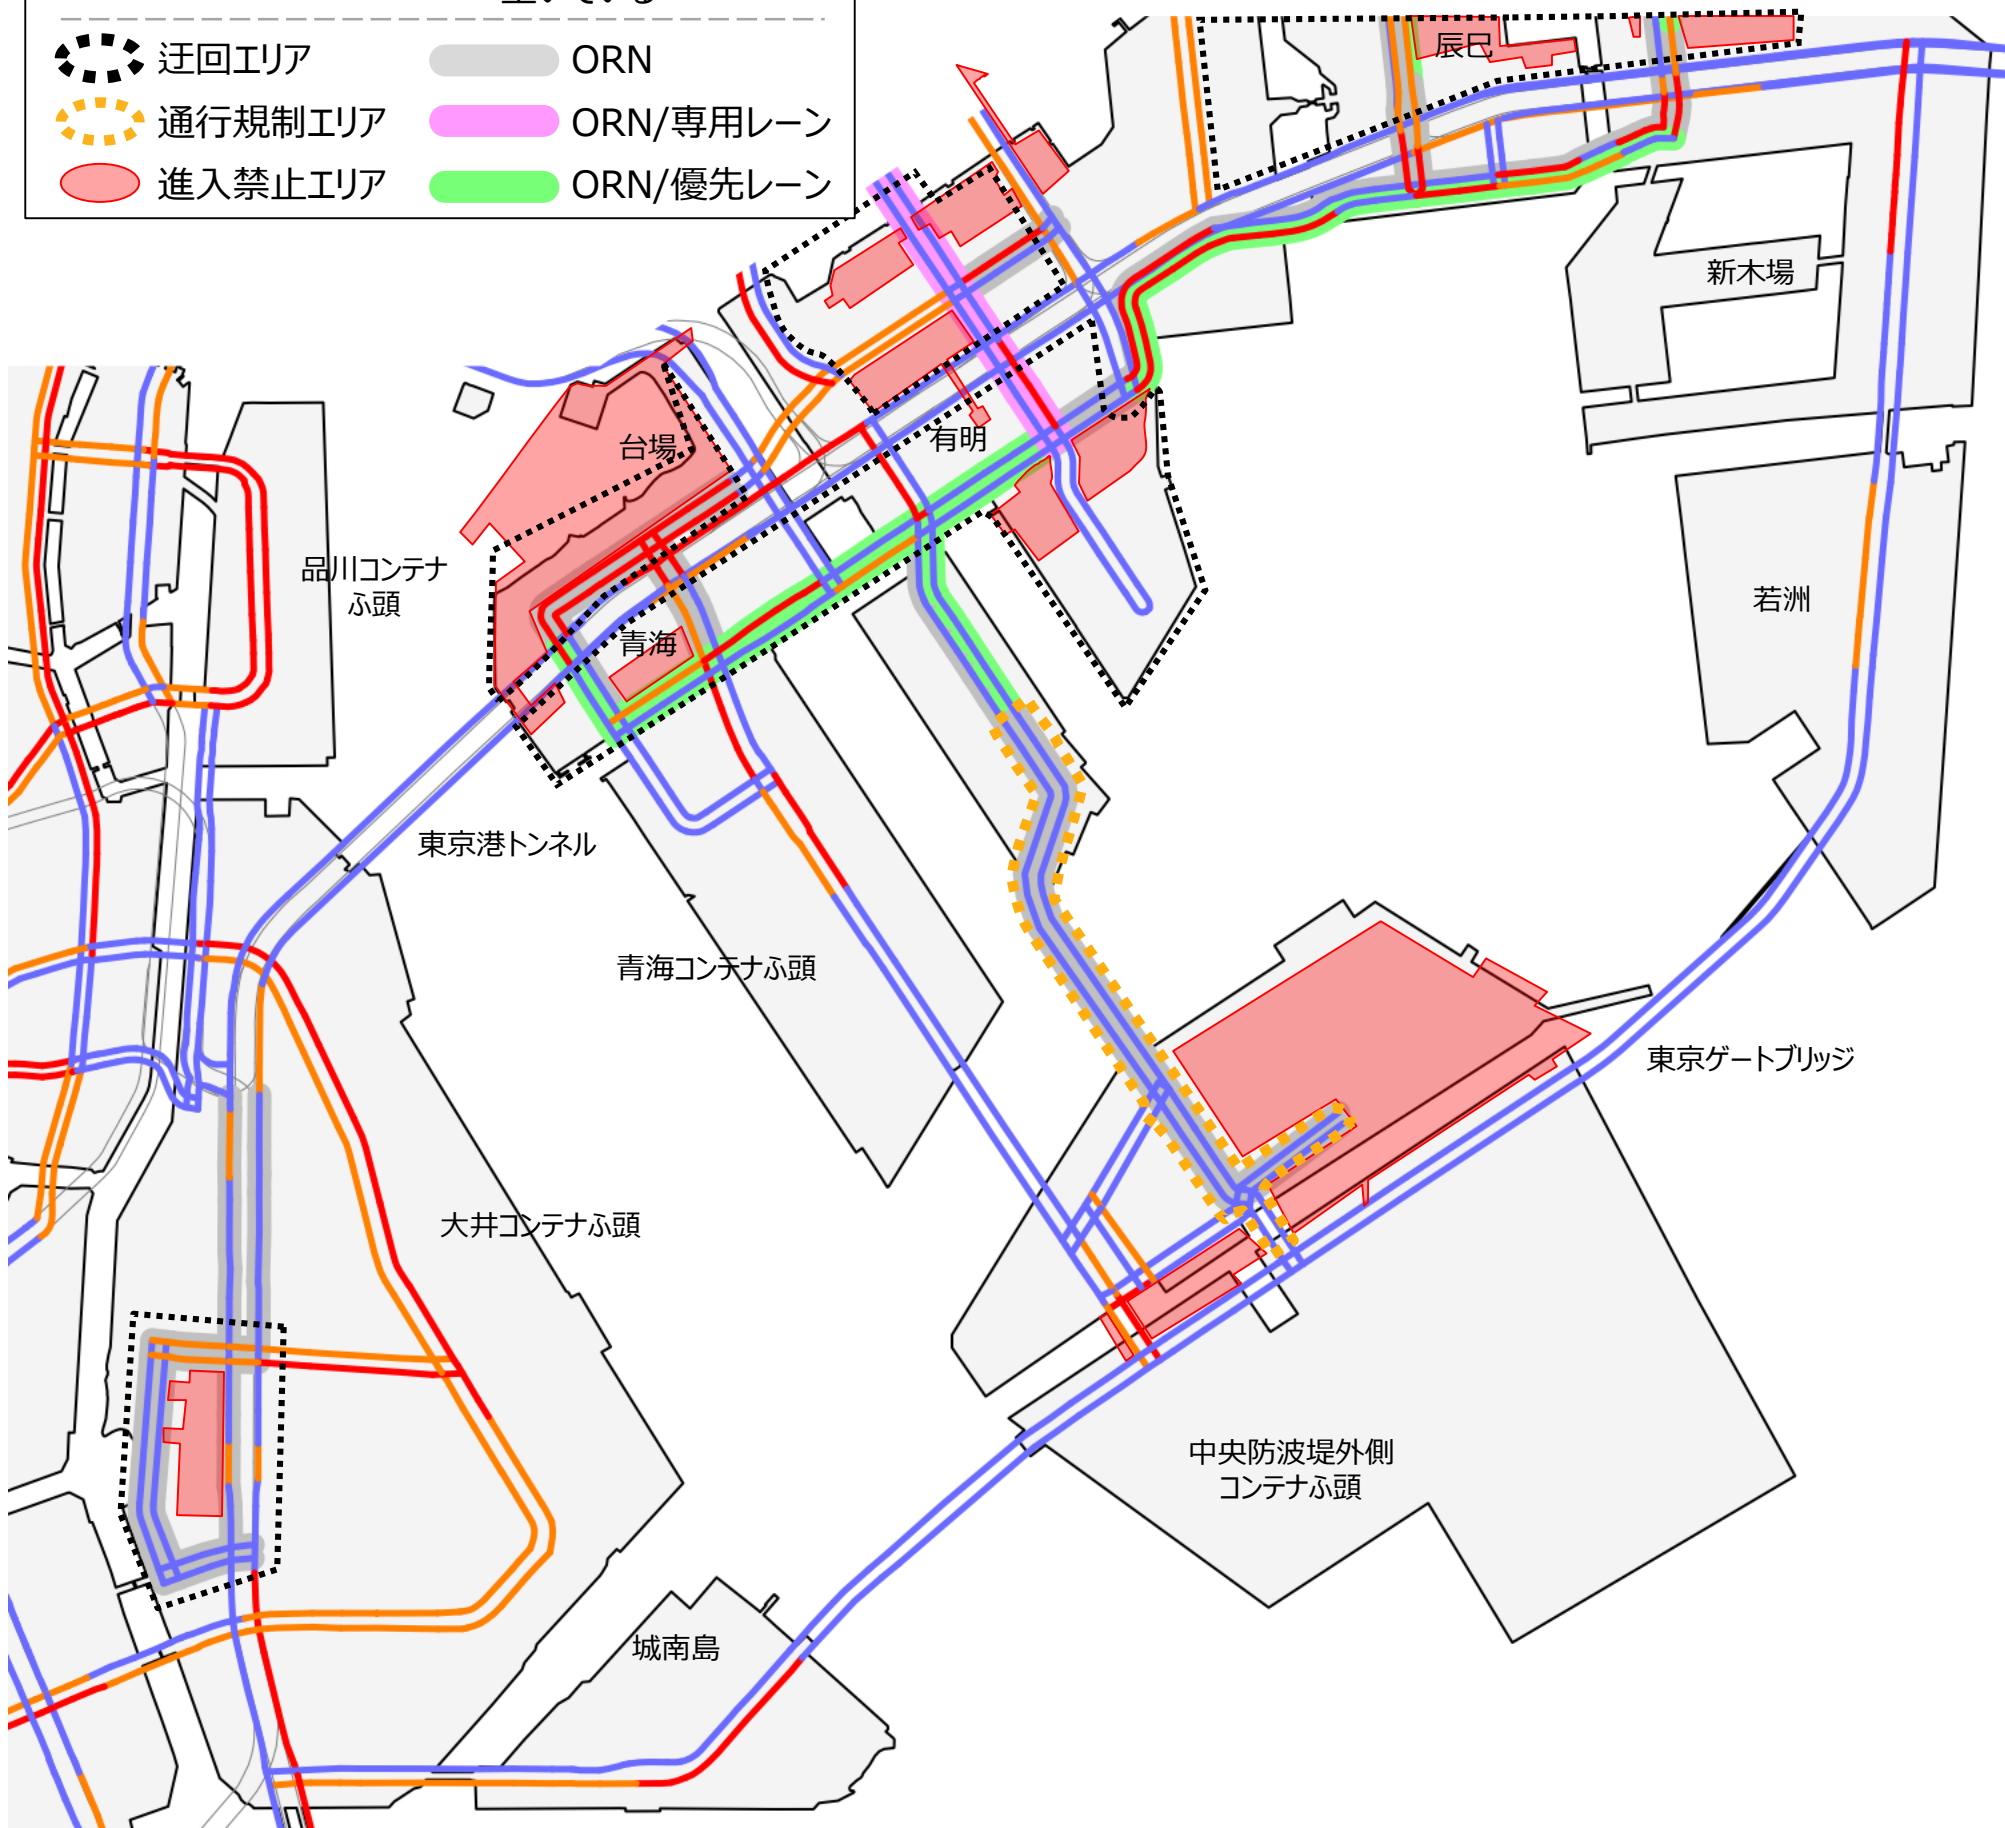 空いている
迂回エリア
ORN
通行規制エリア
ORN/専用レーン
進入禁止エリア
ORN/優先レーン
辰巳
新木場
有明
台場
品川コンテナ
ふ頭
青海
若洲
東京港トンネル
青海コンテナふ頭
東京ゲートブリッジ
大井コンテナふ頭
中央防波堤外側
コンテナふ頭
城南島